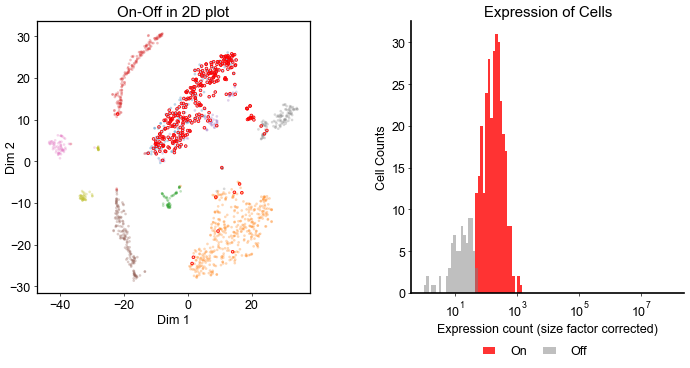 On-Off in 2D plot
30
20
10
0
−10
−20
−30
Dim 2
−40
−20
0
20
Dim 1
Expression of Cells
30
25
20
15
10
5
0
Cell Counts
10^1
10^3
10^5
10^7
Expression count (size factor corrected)
On
Off